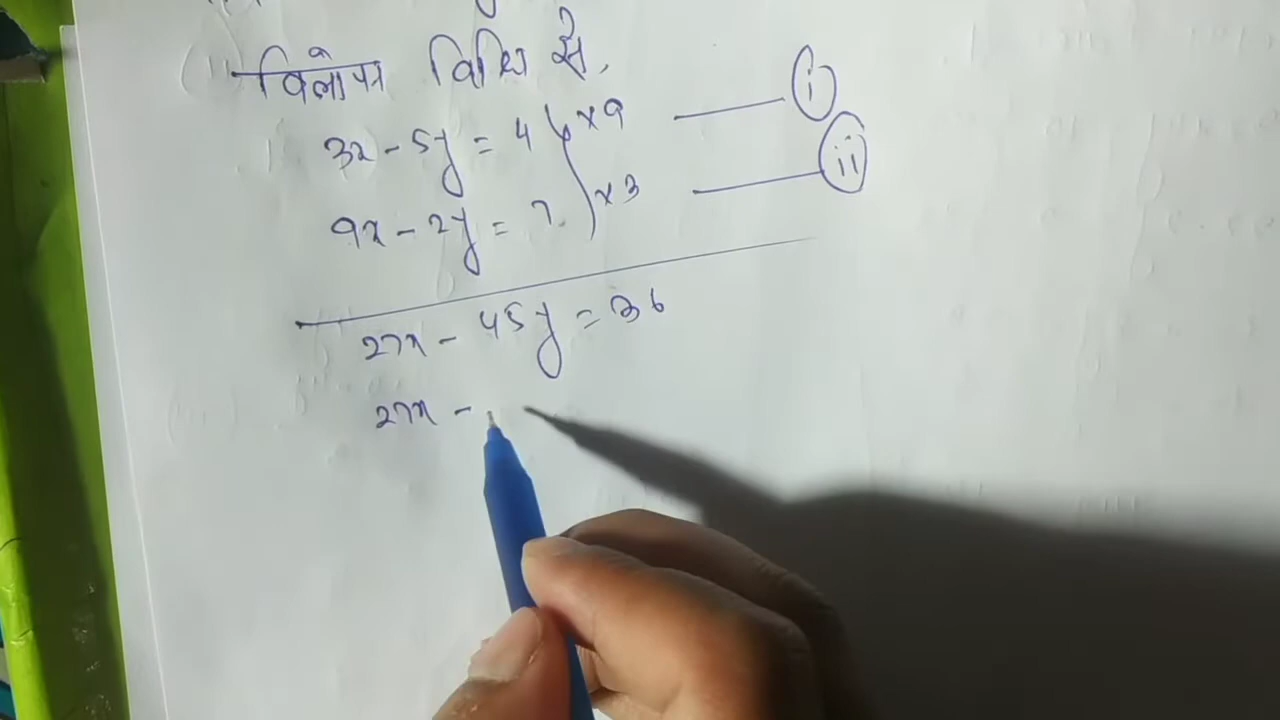 विलोपन विधि से,
3x - 5y = 4 ×9 (i)
9x - 2y = 7. ×3 (ii)
27x - 45y = 36
27x -